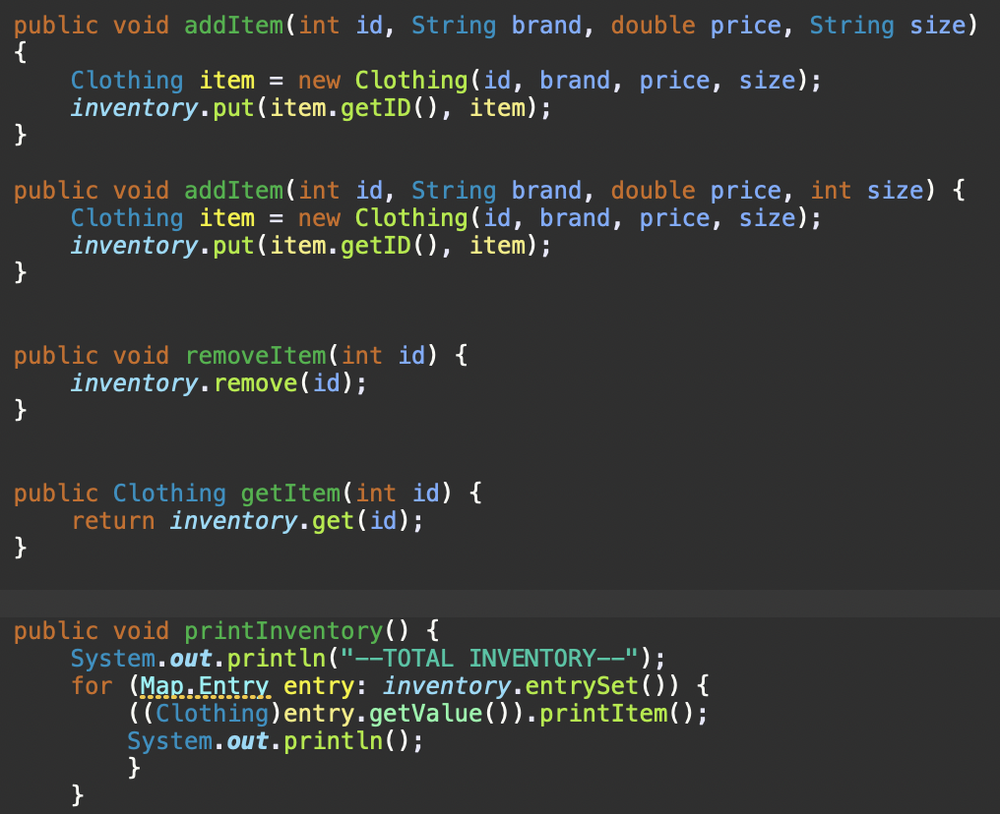 public void addItem(int id, String brand, double price, String size)
{
    Clothing item = new Clothing(id, brand, price, size);
    inventory.put(item.getID(), item);
}

public void addItem(int id, String brand, double price, int size) {
    Clothing item = new Clothing(id, brand, price, size);
    inventory.put(item.getID(), item);
}

public void removeItem(int id) {
    inventory.remove(id);
}

public Clothing getItem(int id) {
    return inventory.get(id);
}

public void printInventory() {
    System.out.println("--TOTAL INVENTORY--");
    for (Map.Entry entry: inventory.entrySet()) {
        ((Clothing)entry.getValue()).printItem();
        System.out.println();
        }
    }